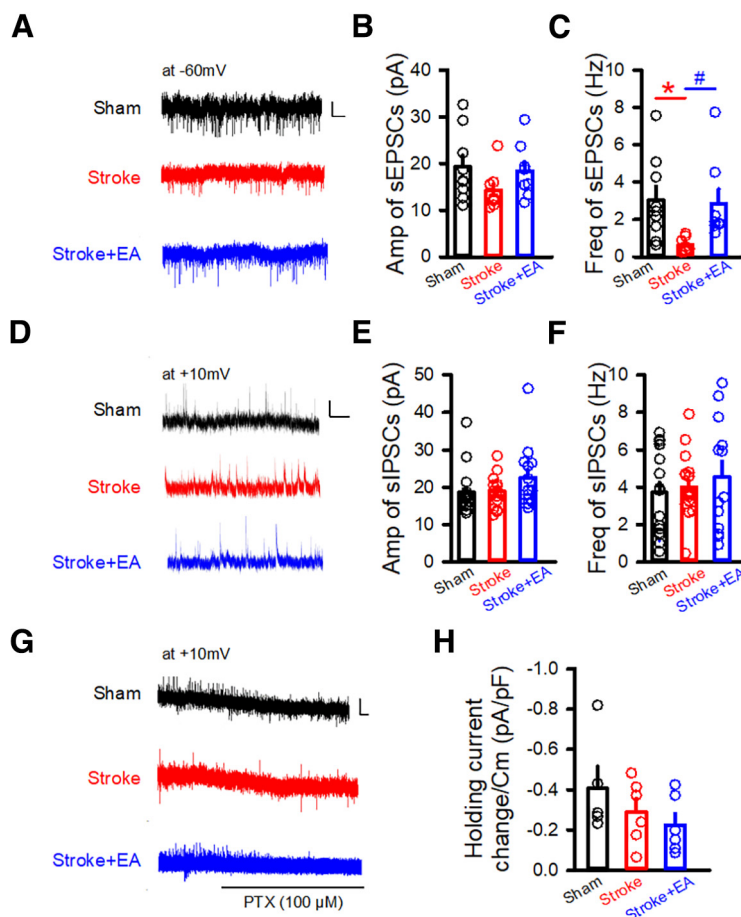 A
at -60mV
Sham
Stroke
Stroke+EA
B
Amp of sEPSCs (pA)
40
30
20
10
0
Sham
Stroke
Stroke+EA
C
Freq of sEPSCs (Hz)
10
8
6
4
2
0
*
#
Sham
Stroke
Stroke+EA
D
at +10mV
Sham
Stroke
Stroke+EA
E
Amp of sIPSCs (pA)
50
40
30
20
10
0
Sham
Stroke
Stroke+EA
F
Freq of sIPSCs (Hz)
10
8
6
4
2
0
Sham
Stroke
Stroke+EA
G
at +10mV
Sham
Stroke
Stroke+EA
PTX (100 µM)
H
Holding current
change/Cm (pA/pF)
-1.0
-0.8
-0.6
-0.4
-0.2
0.0
Sham
Stroke
Stroke+EA